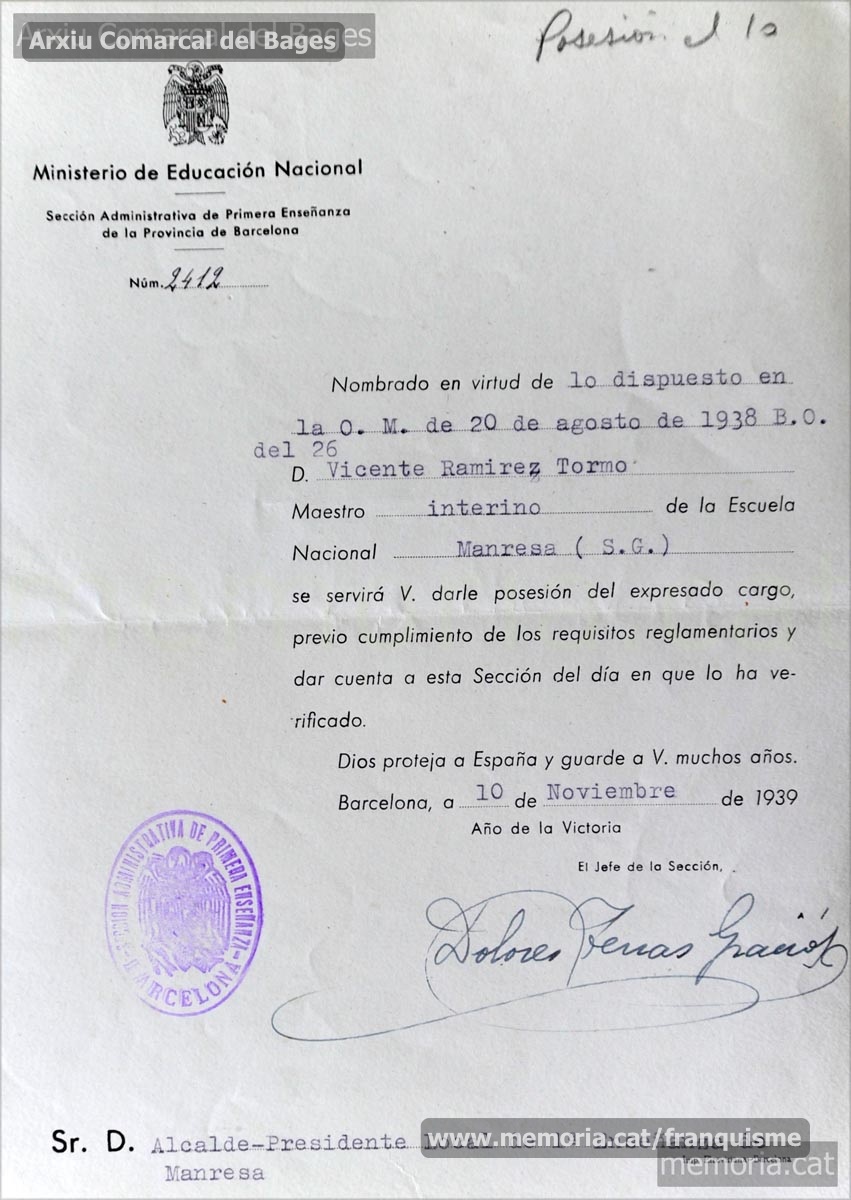 Arxiu Comarcal del Bages
Arxiu Comarcal del Bages
Posesión el 10
Ministerio de Educación Nacional
Sección Administrativa de Primera Enseñanza
de la Provincia de Barcelona
Núm. 2412
Nombrado en virtud de lo dispuesto en
la O. M. de 20 de agosto de 1938 B.O.
del 26
D. Vicente Ramirez Tormo
Maestro interino de la Escuela
Nacional Manresa ( S.G.)
se servirá V. darle posesión del expresado cargo,
previo cumplimiento de los requisitos reglamentarios y
dar cuenta a esta Sección del día en que lo ha ve-
rificado.
Dios proteja a España y guarde a V. muchos años.
Barcelona, a 10 de Noviembre de 1939
Año de la Victoria
El Jefe de la Sección,
SECCION ADMINISTRATIVA DE PRIMERA ENSEÑANZA
BARCELONA
Dolores
Sr. D. Alcalde-Presidente
Manresa
www.memoria.cat/franquisme
memoria.cat